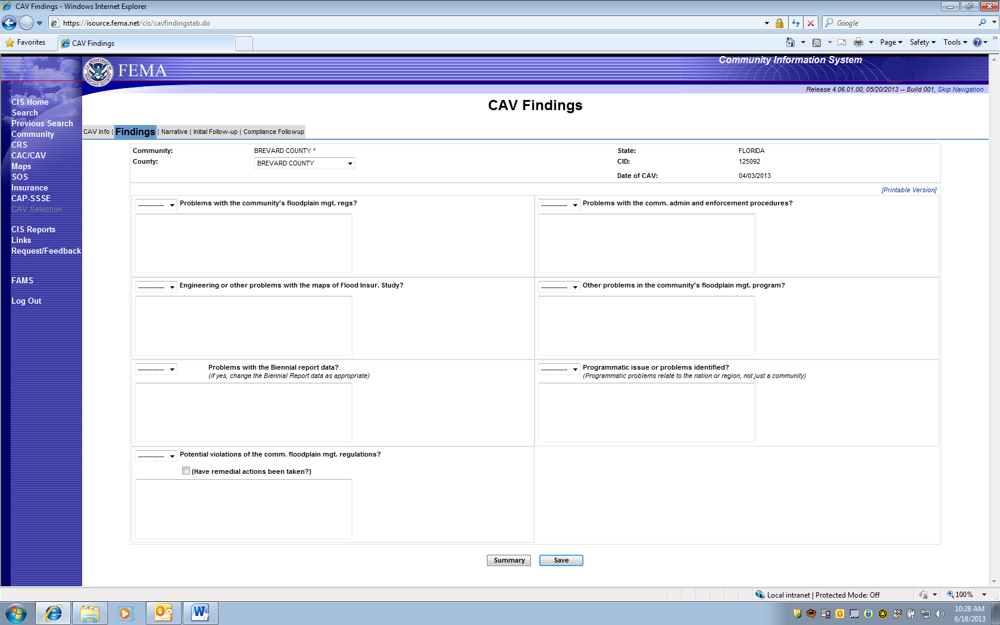 CAV Findings - Windows Internet Explorer
https://isource.fema.net/cis/cavfindingstab.do
Google
Favorites
CAV Findings
Page
Safety
Tools
FEMA
Community Information System
Release 4.06.01.00, 05/20/2013 -- Build 001, Skip Navigation
CIS Home
Search
Previous Search
Community
CRS
CAC/CAV
Maps
SOS
Insurance
CAP-SSSE
CAV Selection
CIS Reports
Links
Request/Feedback
FAMS
Log Out
CAV Findings
CAV Info | Findings | Narrative | Initial Follow-up | Compliance Followup
Community: BREVARD COUNTY * State: FLORIDA
County: BREVARD COUNTY CID: 125092
Date of CAV: 04/03/2013
[Printable Version]
----------- Problems with the community's floodplain mgt. regs?
----------- Problems with the comm. admin and enforcement procedures?
----------- Engineering or other problems with the maps of Flood Insur. Study?
----------- Other problems in the community's floodplain mgt. program?
----------- Problems with the Biennial report data?
(if yes, change the Biennial Report data as appropriate)
----------- Programmatic issue or problems identified?
(Programmatic problems relate to the nation or region, not just a community)
----------- Potential violations of the comm. floodplain mgt. regulations?
(Have remedial actions been taken?)
Summary Save
Local intranet | Protected Mode: Off
100%
10:28 AM
6/18/2013